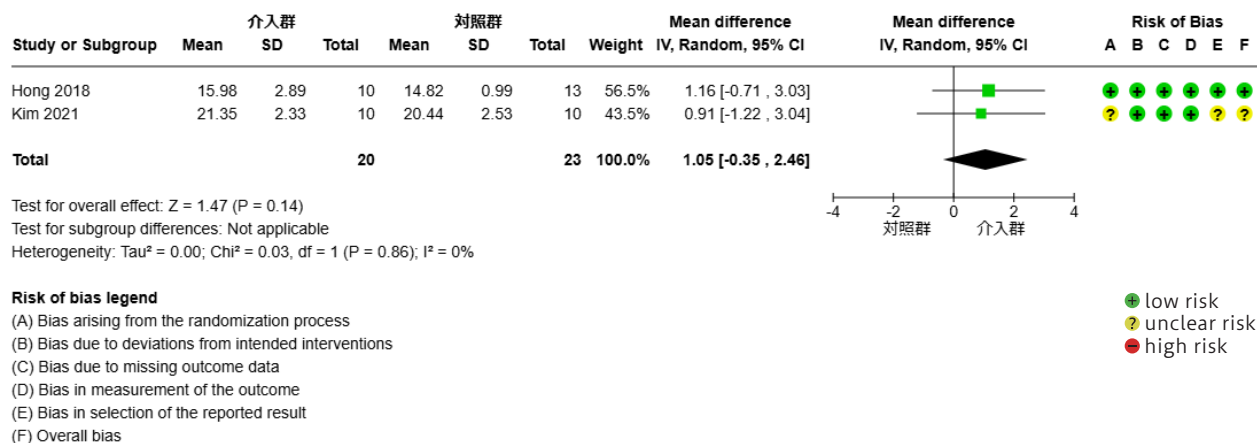 介入群 対照群 Mean difference Mean difference Risk of Bias
Study or Subgroup Mean SD Total Mean SD Total Weight IV, Random, 95% CI IV, Random, 95% CI A B C D E F
Hong 2018 15.98 2.89 10 14.82 0.99 13 56.5% 1.16 [-0.71 , 3.03] + + + + + +
Kim 2021 21.35 2.33 10 20.44 2.53 10 43.5% 0.91 [-1.22 , 3.04] ? + + + ? ?
Total 20 23 100.0% 1.05 [-0.35 , 2.46]
Test for overall effect: Z = 1.47 (P = 0.14)
Test for subgroup differences: Not applicable
Heterogeneity: Tau² = 0.00; Chi² = 0.03, df = 1 (P = 0.86); I² = 0%
-4 -2 0 2 4
対照群 介入群
Risk of bias legend
(A) Bias arising from the randomization process
(B) Bias due to deviations from intended interventions
(C) Bias due to missing outcome data
(D) Bias in measurement of the outcome
(E) Bias in selection of the reported result
(F) Overall bias
+ low risk
? unclear risk
− high risk